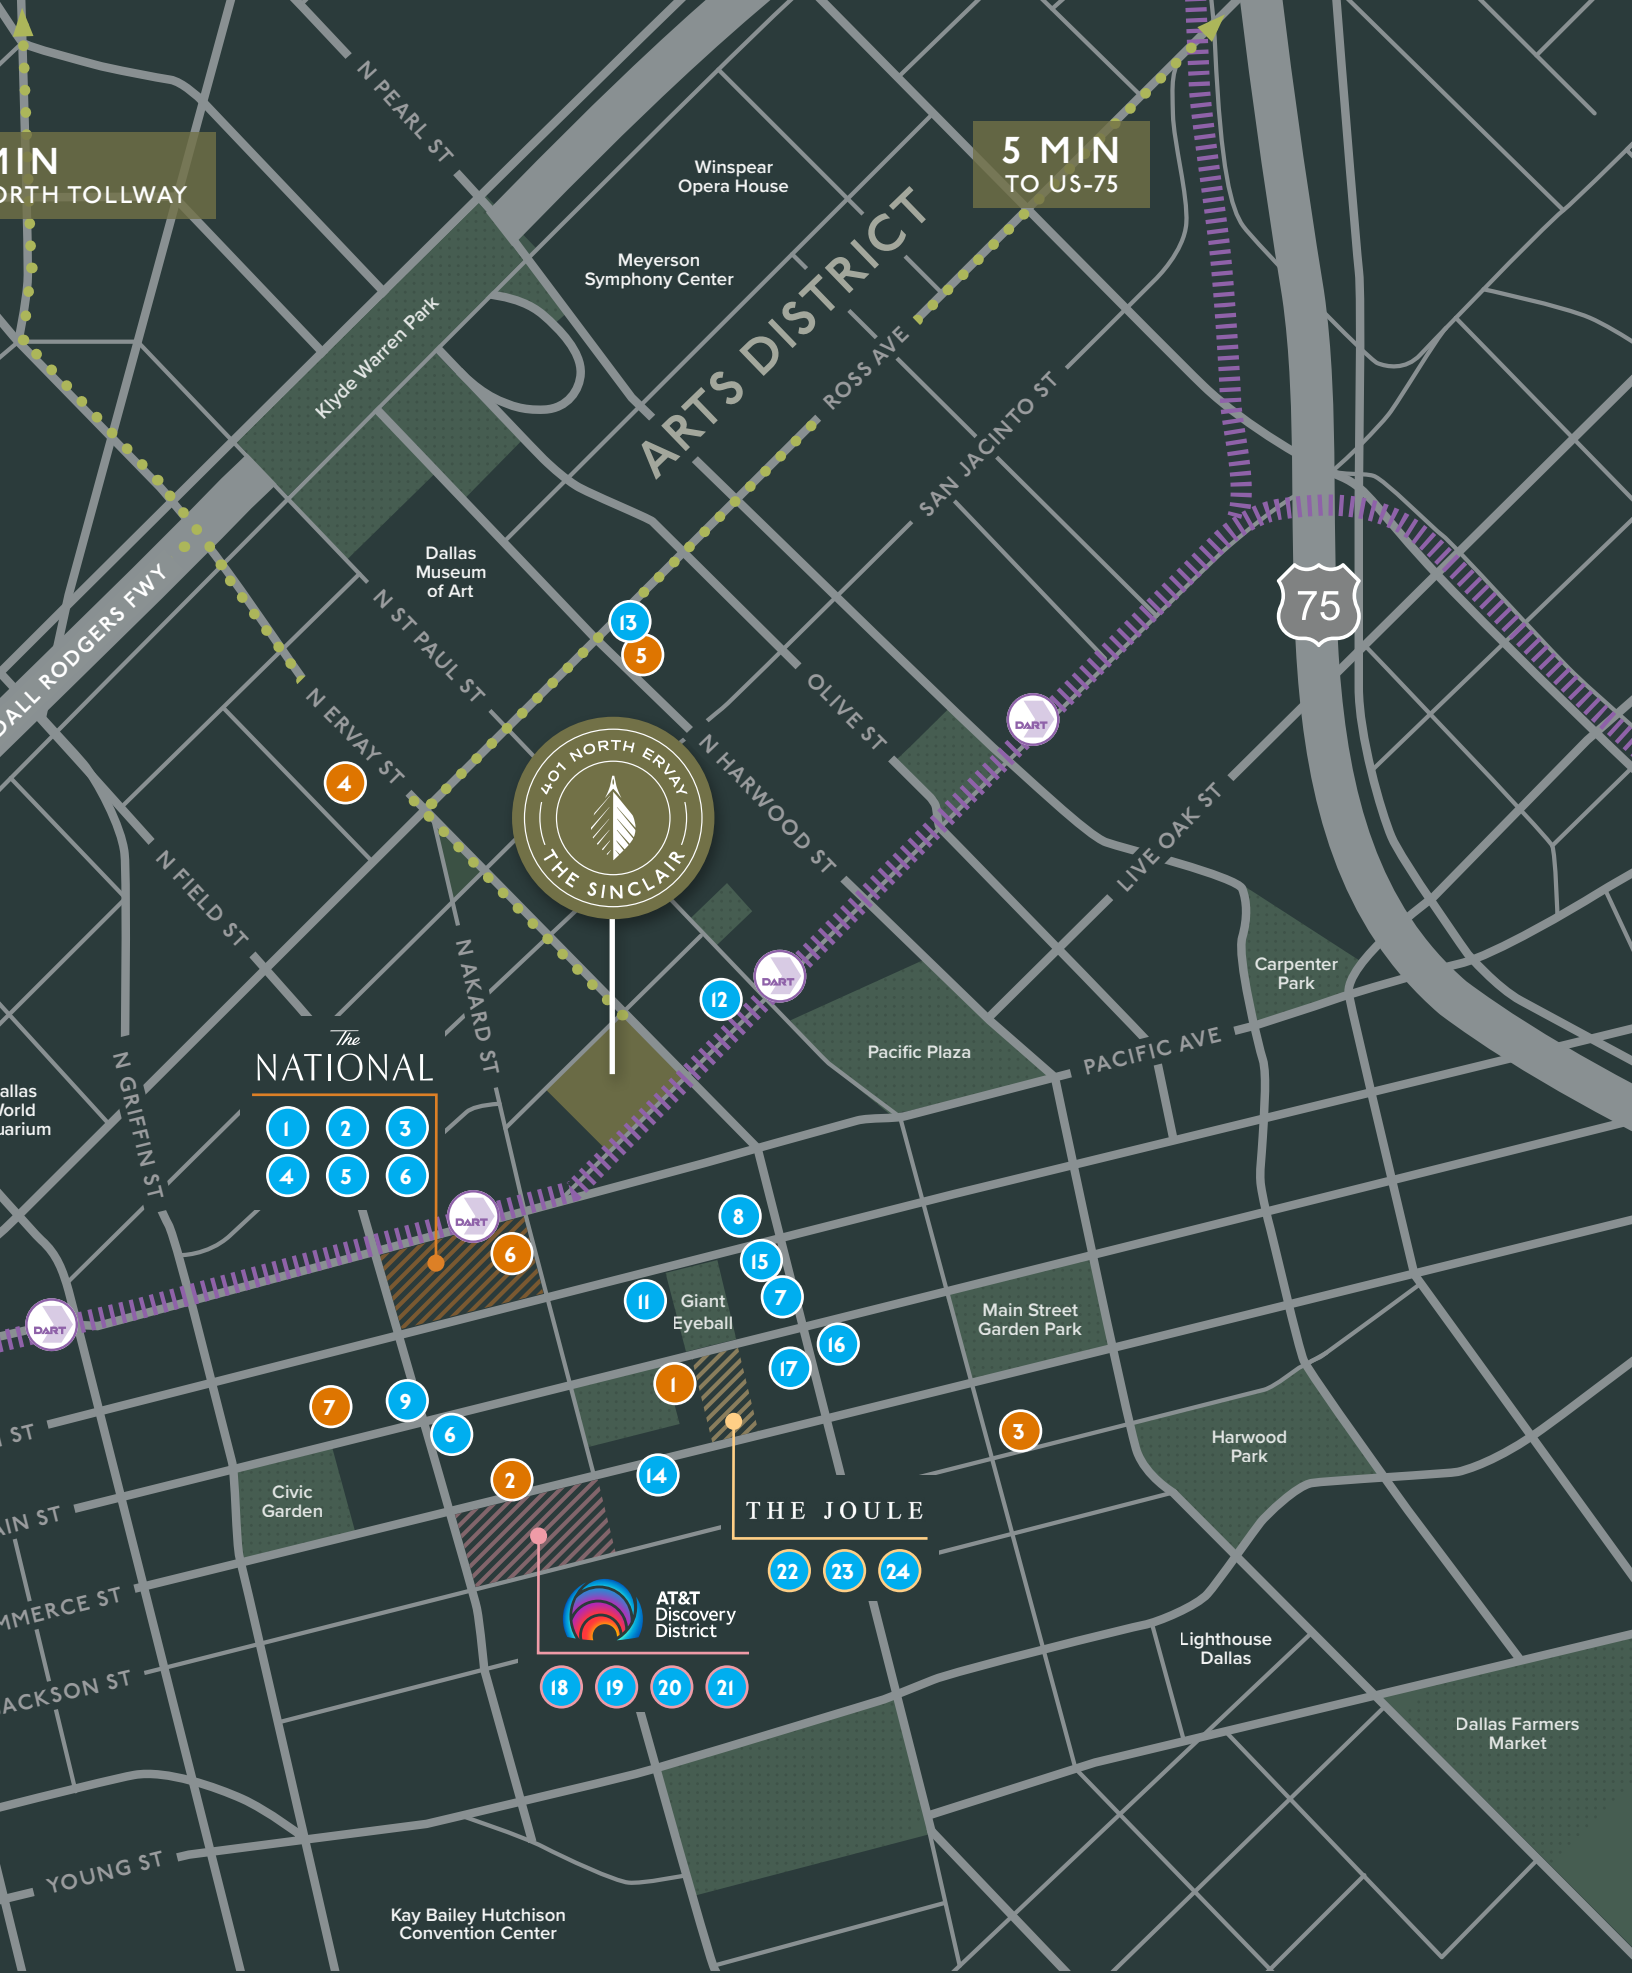 N PEARL ST
MIN
ORTH TOLLWAY
5 MIN
TO US-75
Winspear
Opera House
Meyerson
Symphony Center
ARTS DISTRICT
Klyde Warren Park
ROSS AVE
SAN JACINTO ST
Dallas
Museum
of Art
N ST PAUL ST
DALL RODGERS FWY
75
13
5
N ERVAY ST
OLIVE ST
N HARWOOD ST
DART
4
401 NORTH ERVAY
THE SINCLAIR
LIVE OAK ST
N FIELD ST
N AKARD ST
12
DART
Carpenter
Park
Pacific Plaza
PACIFIC AVE
The
NATIONAL
1
2
3
4
5
6
N GRIFFIN ST
allas
World
uarium
DART
6
8
15
7
11
Giant
Eyeball
16
17
1
Main Street
Garden Park
DART
7
9
6
2
14
3
Harwood
Park
ST
Civic
Garden
AIN ST
THE JOULE
22
23
24
MMERCE ST
AT&T
Discovery
District
18
19
20
21
Lighthouse
Dallas
ACKSON ST
Dallas Farmers
Market
YOUNG ST
Kay Bailey Hutchison
Convention Center